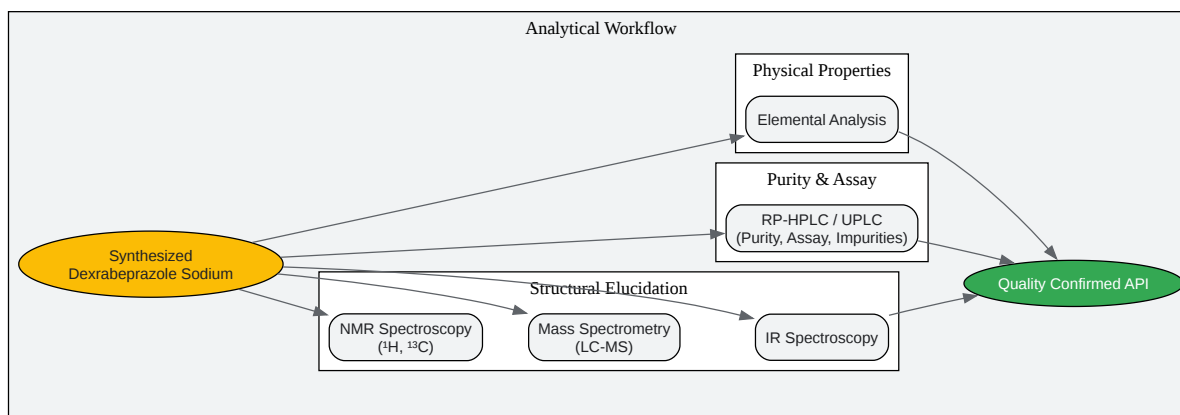 Analytical Workflow
Physical Properties
Elemental Analysis
Purity & Assay
RP-HPLC / UPLC
(Purity, Assay, Impurities)
Synthesized
Dexrabeprazole Sodium
Quality Confirmed API
Structural Elucidation
NMR Spectroscopy
(¹H, ¹³C)
Mass Spectrometry
(LC-MS)
IR Spectroscopy